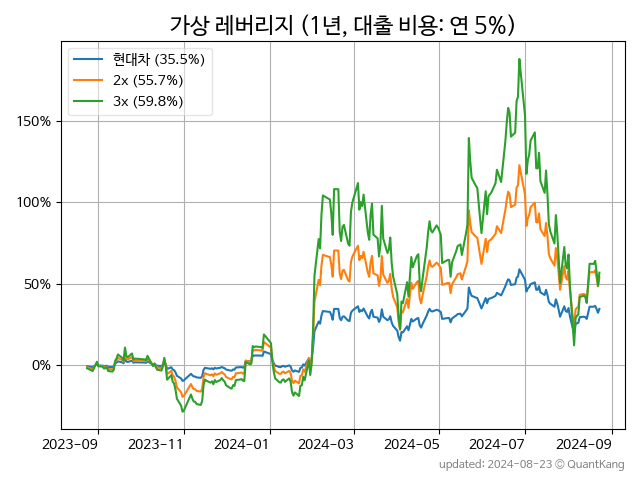 가상 레버리지 (1년, 대출 비용: 연 5%)
현대차 (35.5%)
2x (55.7%)
3x (59.8%)
150%
100%
50%
0%
2023-09 2023-11 2024-01 2024-03 2024-05 2024-07 2024-09
updated: 2024-08-23 © QuantKang